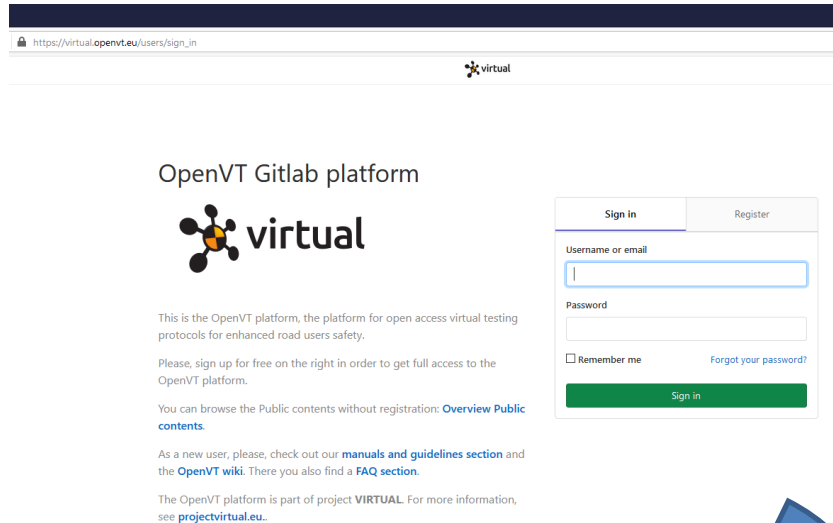 https://virtual.openvt.eu/users/sign_in
virtual
OpenVT Gitlab platform
virtual
This is the OpenVT platform, the platform for open access virtual testing
protocols for enhanced road users safety.
Please, sign up for free on the right in order to get full access to the
OpenVT platform.
You can browse the Public contents without registration: Overview Public
contents.
As a new user, please, check out our manuals and guidelines section and
the OpenVT wiki. There you also find a FAQ section.
The OpenVT platform is part of project VIRTUAL. For more information,
see projectvirtual.eu..
Sign in
Register
Username or email
Password
Remember me
Forgot your password?
Sign in